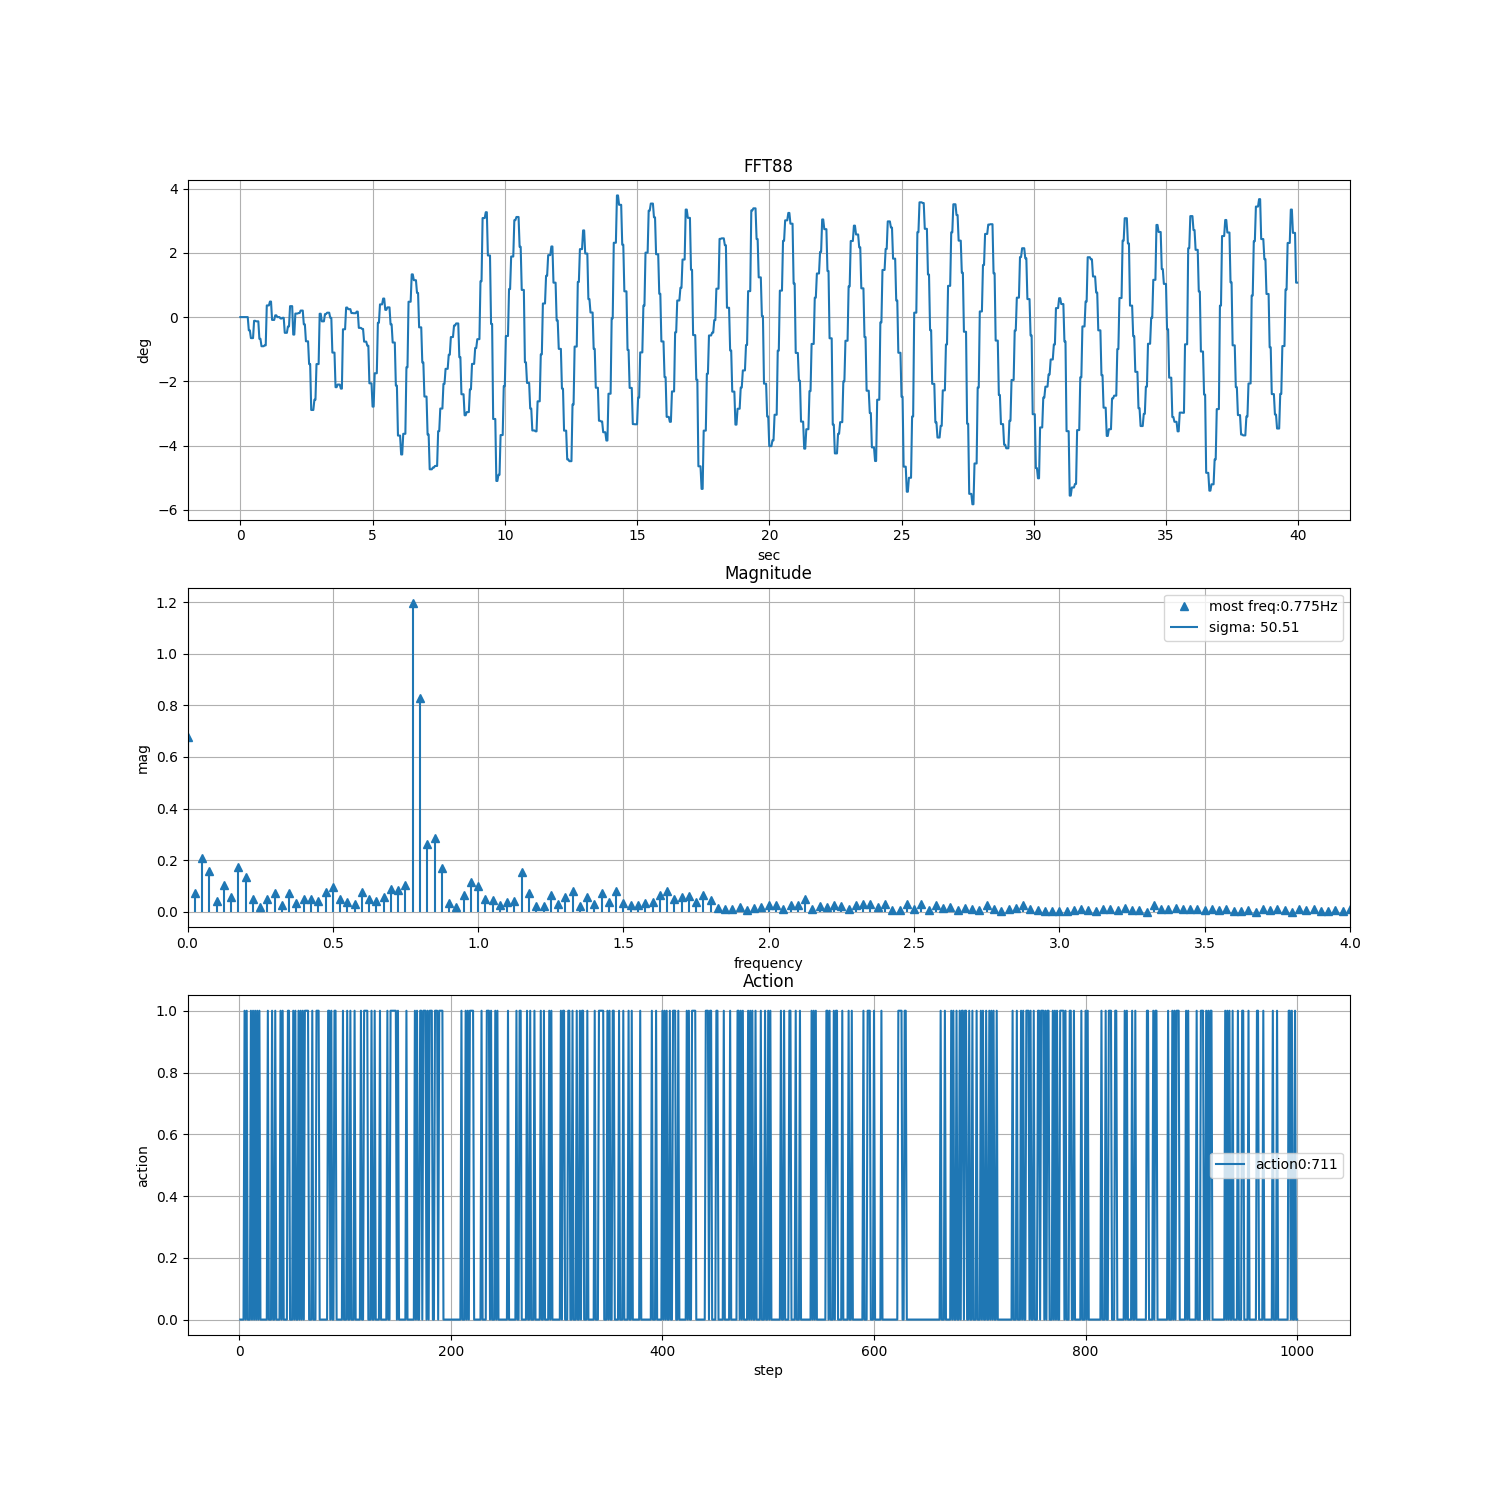 FFT88
4
2
0
−2
−4
−6
deg
0 5 10 15 20 25 30 35 40
sec
Magnitude
1.2
1.0
0.8
0.6
0.4
0.2
0.0
mag
most freq:0.775Hz
sigma: 50.51
0.0 0.5 1.0 1.5 2.0 2.5 3.0 3.5 4.0
frequency
Action
1.0
0.8
0.6
0.4
0.2
0.0
action
action0:711
0 200 400 600 800 1000
step